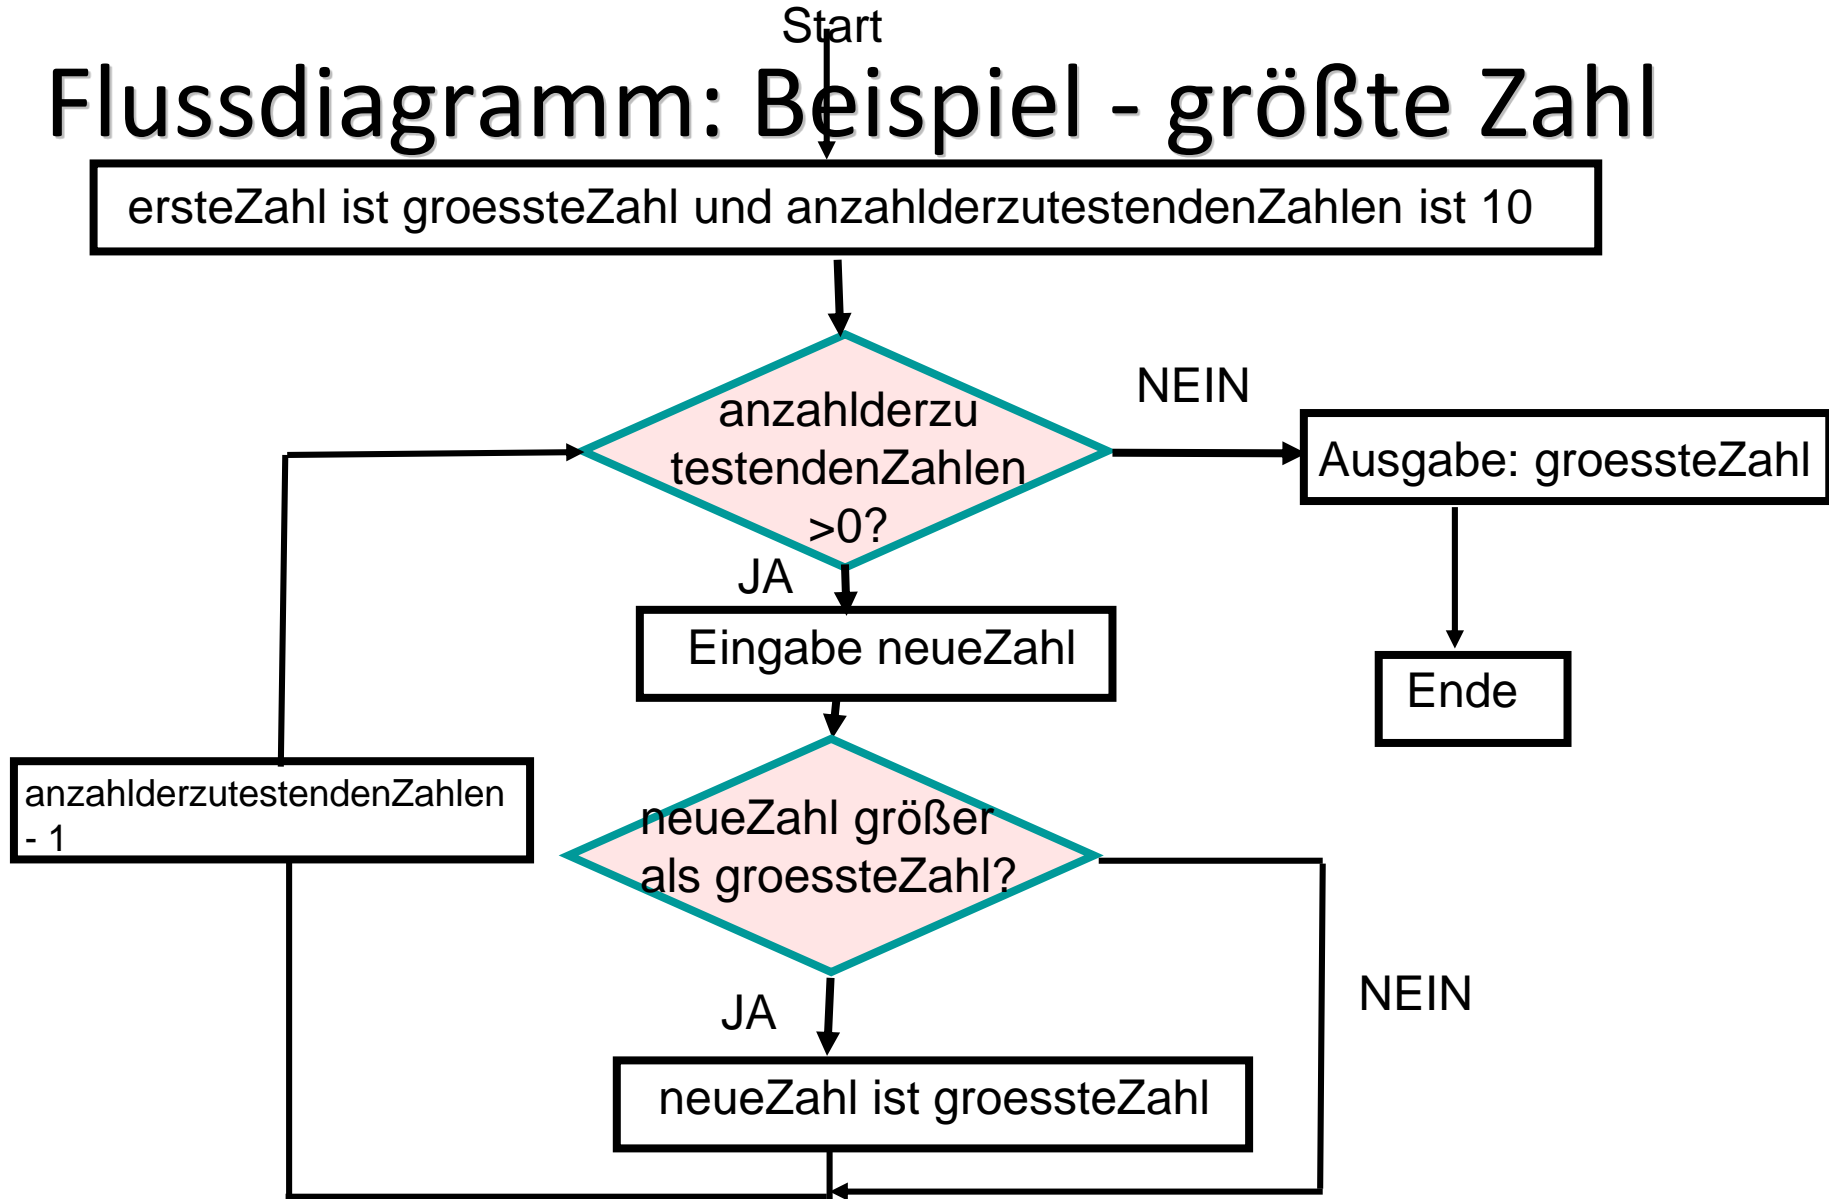 Start
Flussdiagramm: Beispiel - größte Zahl
ersteZahl ist groessteZahl und anzahlderzutestendenZahlen ist 10
anzahlderzu
testendenZahlen
>0?
NEIN
Ausgabe: groessteZahl
Ende
JA
Eingabe neueZahl
neueZahl größer
als groessteZahl?
NEIN
JA
neueZahl ist groessteZahl
anzahlderzutestendenZahlen
- 1